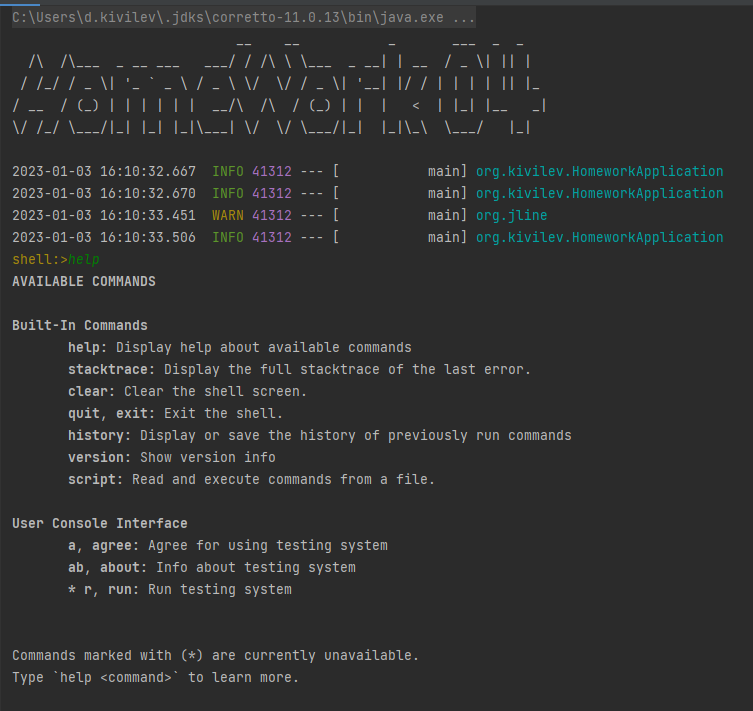 C:\Users\d.kivilev\.jdks\corretto-11.0.13\bin\java.exe ...
HomeWork04
2023-01-03 16:10:32.667  INFO 41312 --- [           main] org.kivilev.HomeworkApplication
2023-01-03 16:10:32.670  INFO 41312 --- [           main] org.kivilev.HomeworkApplication
2023-01-03 16:10:33.451  WARN 41312 --- [           main] org.jline
2023-01-03 16:10:33.506  INFO 41312 --- [           main] org.kivilev.HomeworkApplication
shell:>help
AVAILABLE COMMANDS
Built-In Commands
help: Display help about available commands
stacktrace: Display the full stacktrace of the last error.
clear: Clear the shell screen.
quit, exit: Exit the shell.
history: Display or save the history of previously run commands
version: Show version info
script: Read and execute commands from a file.
User Console Interface
a, agree: Agree for using testing system
ab, about: Info about testing system
* r, run: Run testing system
Commands marked with (*) are currently unavailable.
Type `help <command>` to learn more.